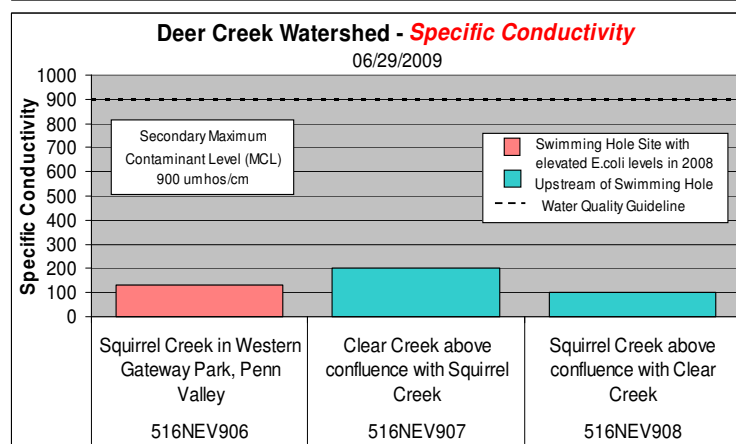 Deer Creek Watershed - Specific Conductivity
06/29/2009
Specific Conductivity
1000
900
800
700
600
500
400
300
200
100
0
Secondary Maximum
Contaminant Level (MCL)
900 umhos/cm
Swimming Hole Site with
elevated E.coli levels in 2008
Upstream of Swimming Hole
Water Quality Guideline
Squirrel Creek in Western
Gateway Park, Penn
Valley
516NEV906
Clear Creek above
confluence with Squirrel
Creek
516NEV907
Squirrel Creek above
confluence with Clear
Creek
516NEV908